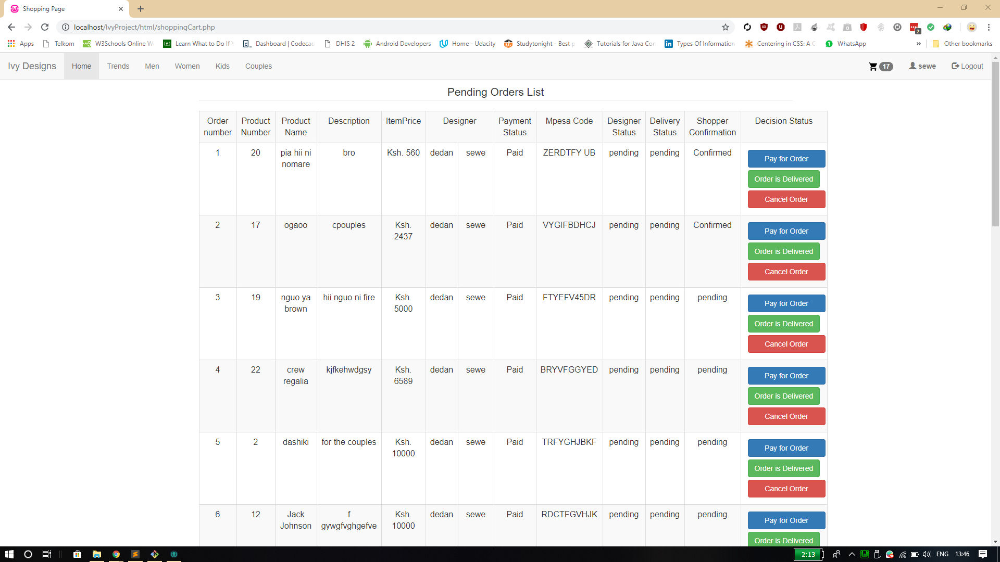 Shopping Page
localhost/IvyProject/html/shoppingCart.php
2
Apps Telkom W3Schools Online W Learn What to Do If Y Dashboard | Codecac DHIS 2 Android Developers Home - Udacity Studytonight - Best p Tutorials for Java Con Types Of Information Centering in CSS: A C WhatsApp » Other bookmarks
Ivy Designs Home Trends Men Women Kids Couples 17 sewe Logout
Pending Orders List
Order number Product Number Product Name Description ItemPrice Designer Payment Status Mpesa Code Designer Status Delivery Status Shopper Confirmation Decision Status
1 20 pia hii ni nomare bro Ksh. 560 dedan sewe Paid ZERDTFY UB pending pending Confirmed
Pay for Order
Order is Delivered
Cancel Order
2 17 ogaoo cpouples Ksh. 2437 dedan sewe Paid VYGIFBDHCJ pending pending Confirmed
Pay for Order
Order is Delivered
Cancel Order
3 19 nguo ya brown hii nguo ni fire Ksh. 5000 dedan sewe Paid FTYEFV45DR pending pending pending
Pay for Order
Order is Delivered
Cancel Order
4 22 crew regalia kjfkehwdgsy Ksh. 6589 dedan sewe Paid BRYVFGGYED pending pending pending
Pay for Order
Order is Delivered
Cancel Order
5 2 dashiki for the couples Ksh. 10000 dedan sewe Paid TRFYGHJBKF pending pending pending
Pay for Order
Order is Delivered
Cancel Order
6 12 Jack Johnson f gywgfvghgefve Ksh. 10000 dedan sewe Paid RDCTFGVHJK pending pending pending
Pay for Order
Order is Delivered
2:13 ENG 13:46